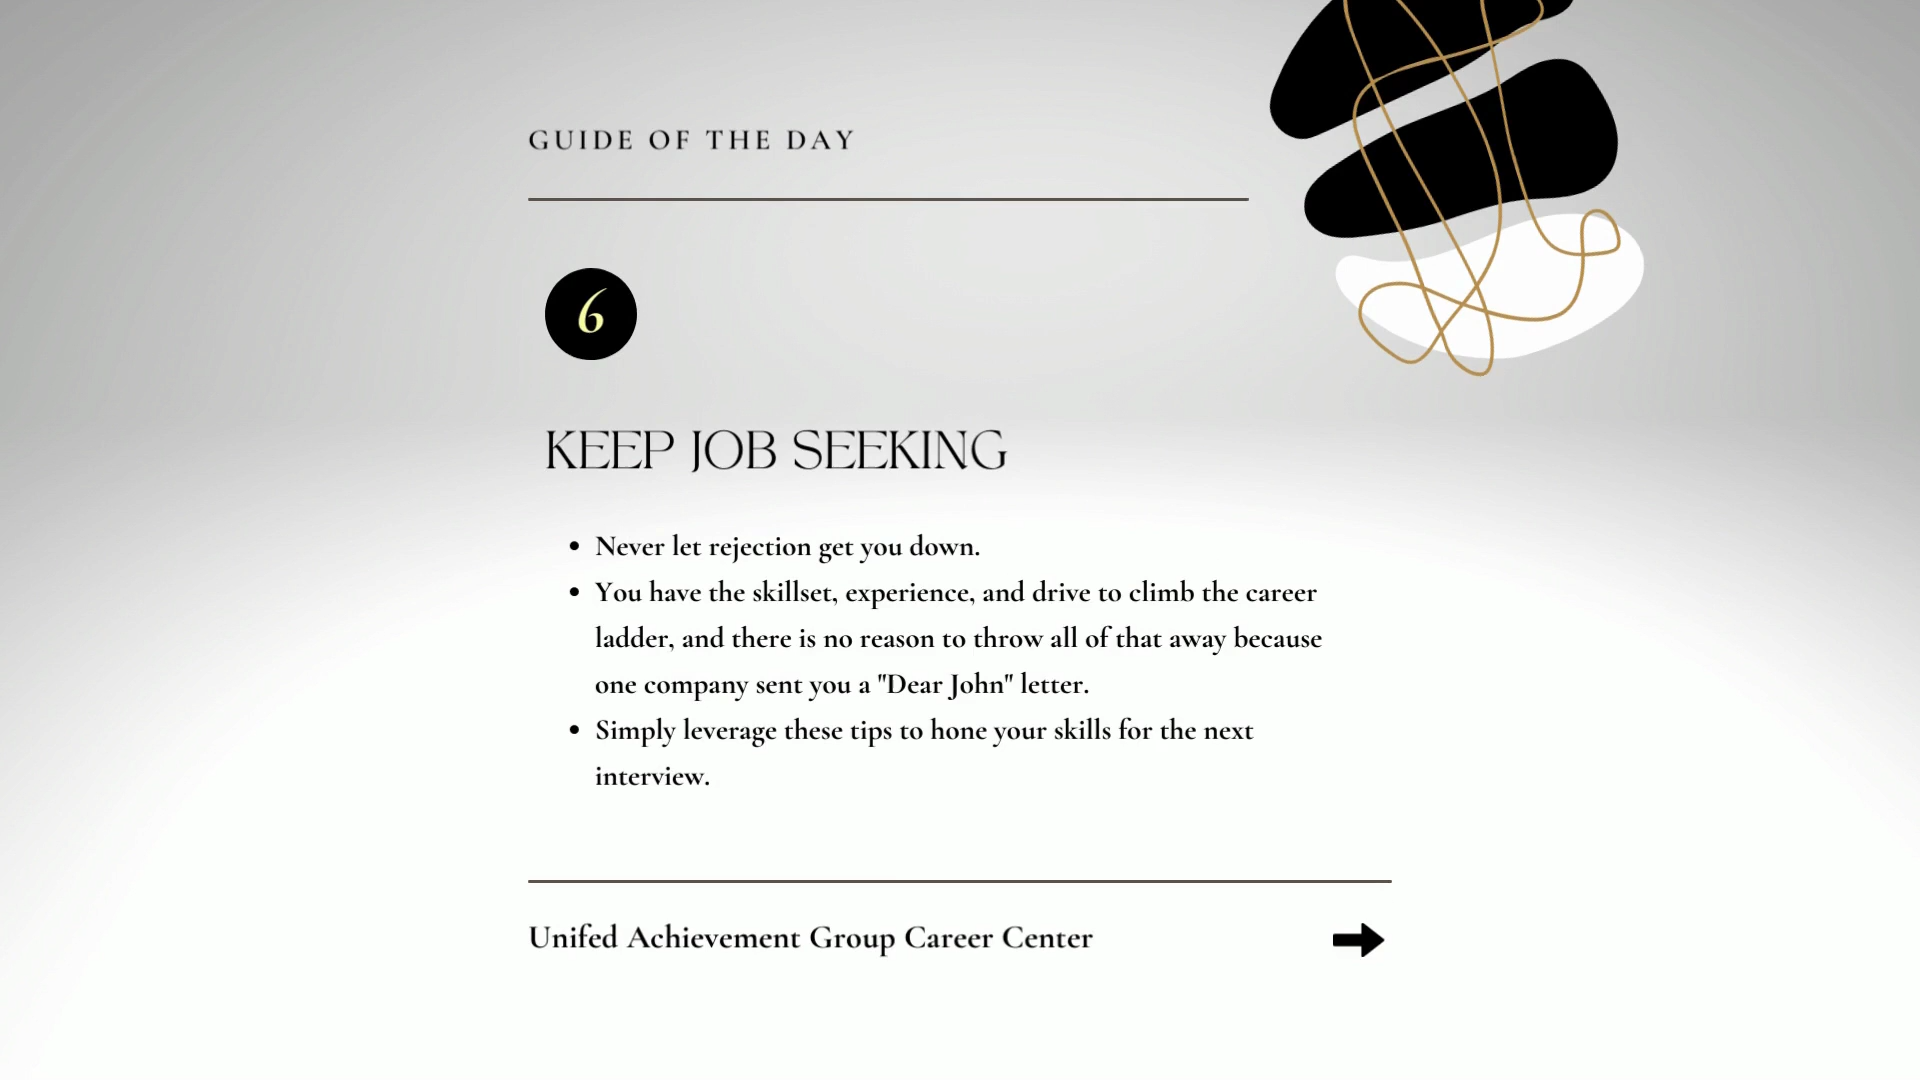 GUIDE OF THE DAY
6
KEEP JOB SEEKING
• Never let rejection get you down.
• You have the skillset, experience, and drive to climb the career
ladder, and there is no reason to throw all of that away because
one company sent you a "Dear John" letter.
• Simply leverage these tips to hone your skills for the next
interview.
Unifed Achievement Group Career Center